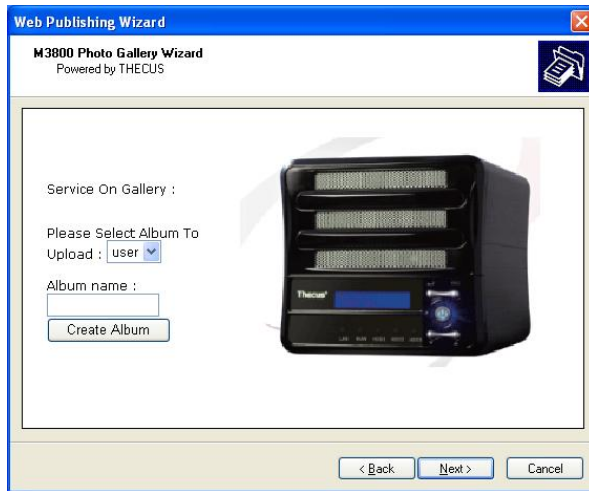 Web Publishing Wizard
M3800 Photo Gallery Wizard
Powered by THECUS
Service On Gallery :
Please Select Album To
Upload : user
Album name :
Create Album
Thecus
< Back
Next >
Cancel